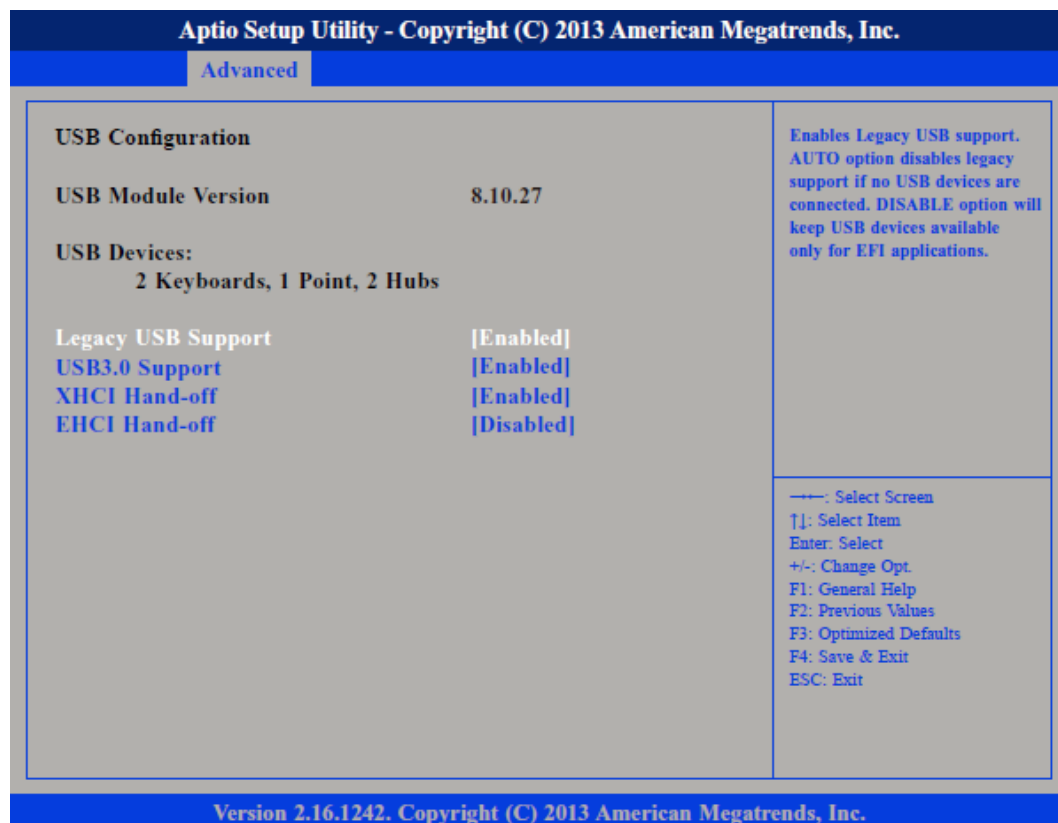 Aptio Setup Utility - Copyright (C) 2013 American Megatrends, Inc.
Advanced
USB Configuration
USB Module Version 8.10.27
USB Devices:
2 Keyboards, 1 Point, 2 Hubs
Legacy USB Support [Enabled]
USB3.0 Support [Enabled]
XHCI Hand-off [Enabled]
EHCI Hand-off [Disabled]
Enables Legacy USB support.
AUTO option disables legacy
support if no USB devices are
connected. DISABLE option will
keep USB devices available
only for EFI applications.
→←: Select Screen
↑↓: Select Item
Enter: Select
+/-: Change Opt.
F1: General Help
F2: Previous Values
F3: Optimized Defaults
F4: Save & Exit
ESC: Exit
Version 2.16.1242. Copyright (C) 2013 American Megatrends, Inc.